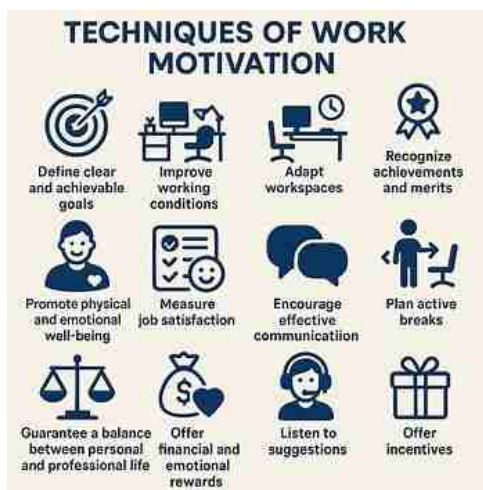 TECHNIQUES OF WORK
MOTIVATION
Define clear
and achievable
goals
Improve
working
conditions
Adapt
workspaces
Recognize
achievements
and merits
Promote physical
and emotional
well-being
Measure
job satisfaction
Encourage
effective
communicatiion
Plan active
breaks
Guarantee a balance
between personal
and professional life
Offer
financial and
emotional
rewards
Listen to
suggestions
Offer
incentives